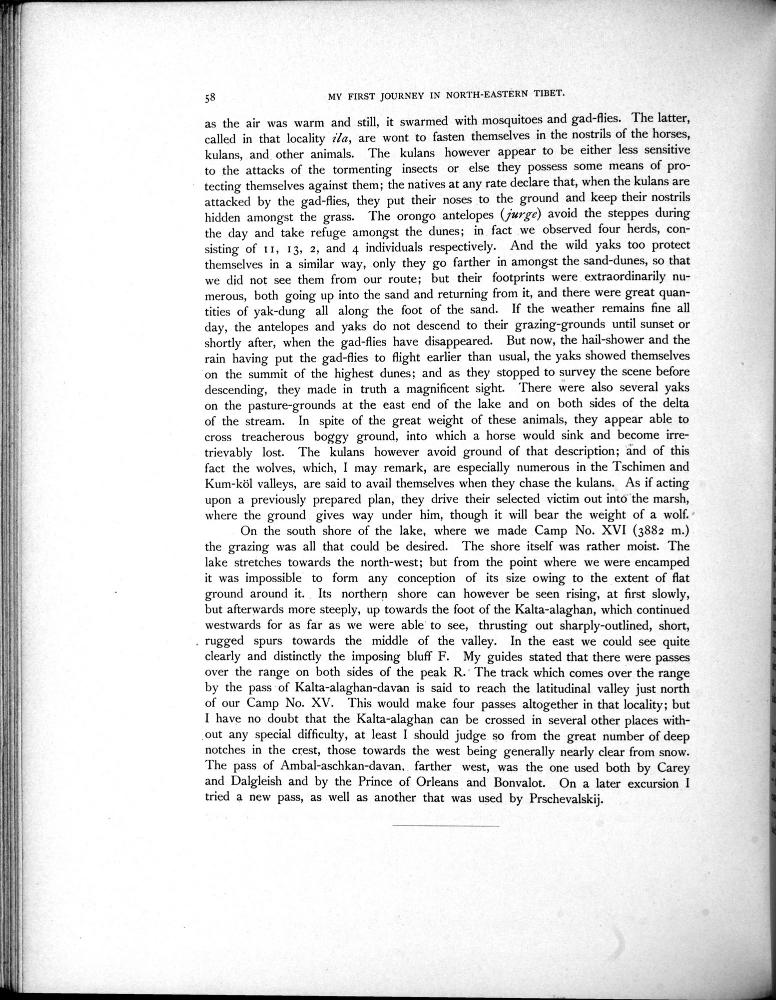 58 MY FIRST JOURNEY IN NORTH-EASTERN TIBET.
as the air was warm and still, it swarmed with mosquitoes and gad-flies. The latter,
called in that locality ila, are wont to fasten themselves in the nostrils of the horses,
kulans, and other animals. The kulans however appear to be either less sensitive
to the attacks of the tormenting insects or else they possess some means of pro-
tecting themselves against them; the natives at any rate declare that, when the kulans are
attacked by the gad-flies, they put their noses to the ground and keep their nostrils
hidden amongst the grass. The orongo antelopes (jurge) avoid the steppes during
the day and take refuge amongst the dunes; in fact we observed four herds, con-
sisting of 11, 13, 2, and 4 individuals respectively. And the wild yaks too protect
themselves in a similar way, only they go farther in amongst the sand-dunes, so that
we did not see them from our route; but their footprints were extraordinarily nu-
merous, both going up into the sand and returning from it, and there were great quan-
tities of yak-dung all along the foot of the sand. If the weather remains fine all
day, the antelopes and yaks do not descend to their grazing-grounds until sunset or
shortly after, when the gad-flies have disappeared. But now, the hail-shower and the
rain having put the gad-flies to flight earlier than usual, the yaks showed themselves
on the summit of the highest dunes; and as they stopped to survey the scene before
descending, they made in truth a magnificent sight. There were also several yaks
on the pasture-grounds at the east end of the lake and on both sides of the delta
of the stream. In spite of the great weight of these animals, they appear able to
cross treacherous boggy ground, into which a horse would sink and become irre-
trievably lost. The kulans however avoid ground of that description; and of this
fact the wolves, which, I may remark, are especially numerous in the Tschimen and
Kum-köl valleys, are said to avail themselves when they chase the kulans. As if acting
upon a previously prepared plan, they drive their selected victim out into the marsh,
where the ground gives way under him, though it will bear the weight of a wolf.
On the south shore of the lake, where we made Camp No. XVI (3882 m.)
the grazing was all that could be desired. The shore itself was rather moist. The
lake stretches towards the north-west; but from the point where we were encamped
it was impossible to form any conception of its size owing to the extent of flat
ground around it. Its northern shore can however be seen rising, at first slowly,
but afterwards more steeply, up towards the foot of the Kalta-alaghan, which continued
westwards for as far as we were able to see, thrusting out sharply-outlined, short,
rugged spurs towards the middle of the valley. In the east we could see quite
clearly and distinctly the imposing bluff F. My guides stated that there were passes
over the range on both sides of the peak R. The track which comes over the range
by the pass of Kalta-alaghan-davan is said to reach the latitudinal valley just north
of our Camp No. XV. This would make four passes altogether in that locality; but
I have no doubt that the Kalta-alaghan can be crossed in several other places with-
out any special difficulty, at least I should judge so from the great number of deep
notches in the crest, those towards the west being generally nearly clear from snow.
The pass of Ambal-aschkan-davan, farther west, was the one used both by Carey
and Dalgleish and by the Prince of Orleans and Bonvalot. On a later excursion I
tried a new pass, as well as another that was used by Prschevalskij.